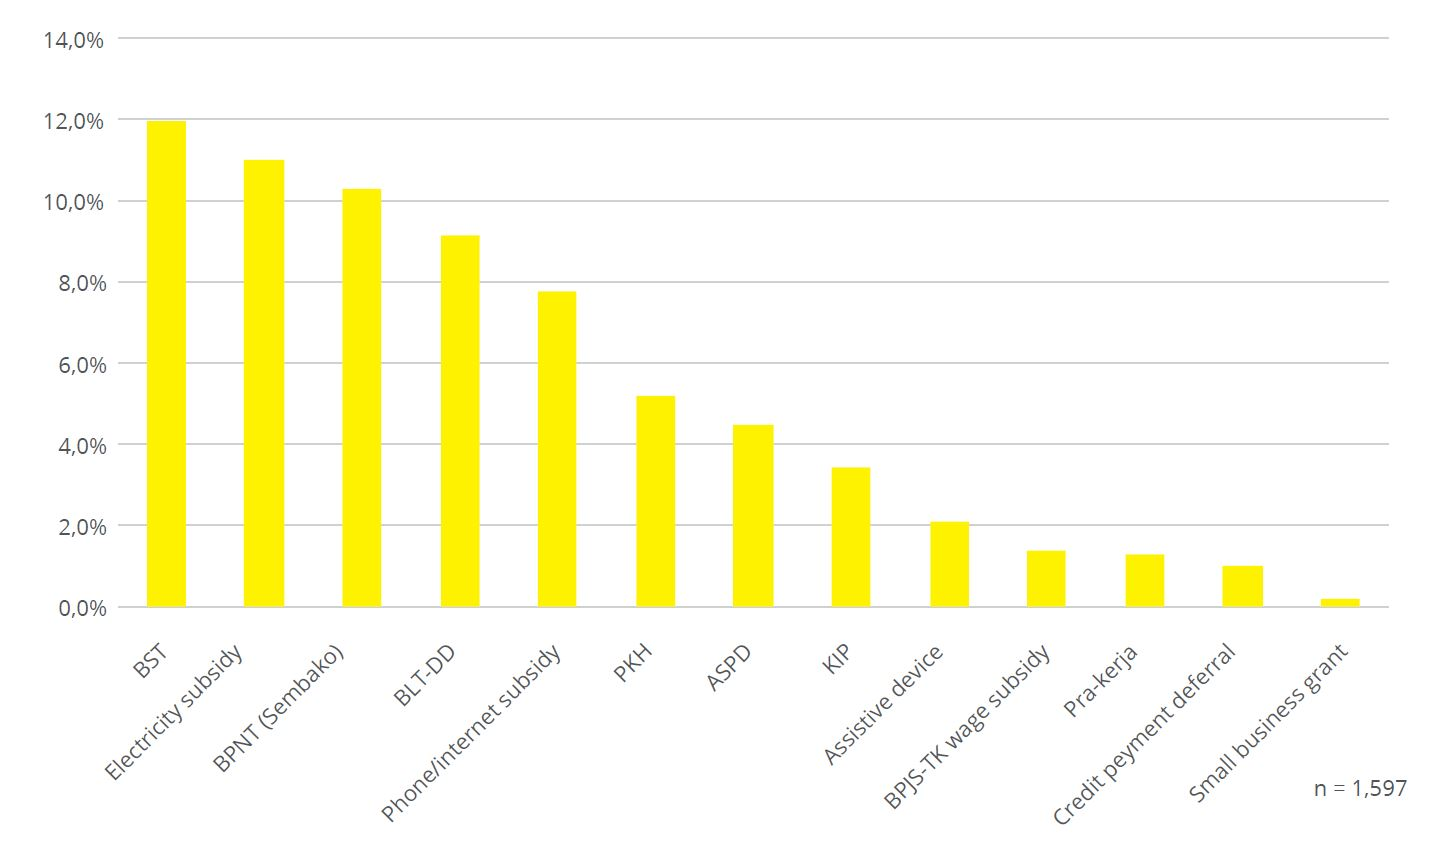 14,0%
12,0%
10,0%
8,0%
6,0%
4,0%
2,0%
0,0%
BST
Electricity subsidy
BPNT (Sembako)
BLT-DD
Phone/internet subsidy
PKH
ASPD
KIP
Assistive device
BPJS-TK wage subsidy
Pra-kerja
Credit peyment deferral
Small business grant
n = 1,597